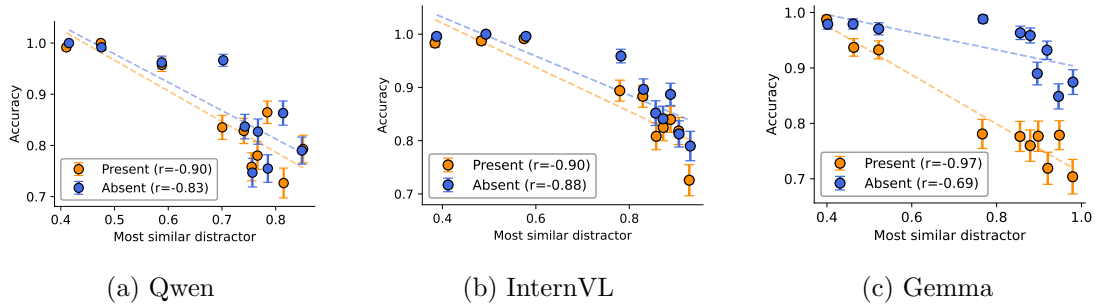 1.0
0.9
0.8
0.7
Accuracy
Present (r=-0.90)
Absent (r=-0.83)
0.4 0.5 0.6 0.7 0.8
Most similar distractor
(a) Qwen
1.0
0.9
0.8
0.7
Accuracy
Present (r=-0.90)
Absent (r=-0.88)
0.4 0.6 0.8
Most similar distractor
(b) InternVL
1.0
0.9
0.8
0.7
Accuracy
Present (r=-0.97)
Absent (r=-0.69)
0.4 0.6 0.8 1.0
Most similar distractor
(c) Gemma